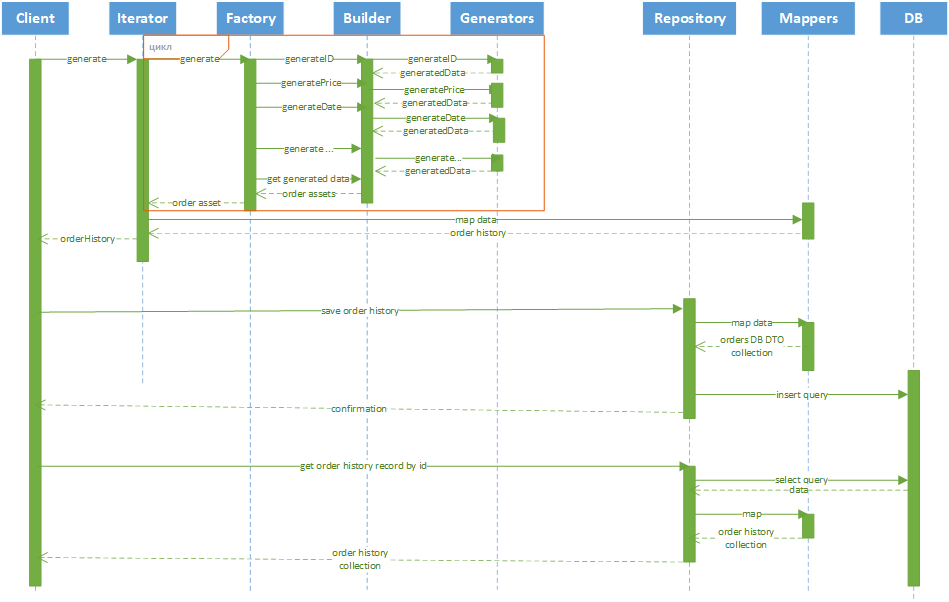 Client
Iterator
Factory
Builder
Generators
Repository
Mappers
DB
цикл
generate
generate
generateID
generateID
generatedData
generatePrice
generatePrice
generatedData
generateDate
generateDate
generatedData
generate ...
generate...
generatedData
get generated data
order assets
order asset
map data
order history
orderHistory
save order history
map data
orders DB DTO
collection
insert query
confirmation
get order history record by id
select query
data
map
order history
collection
order history
collection